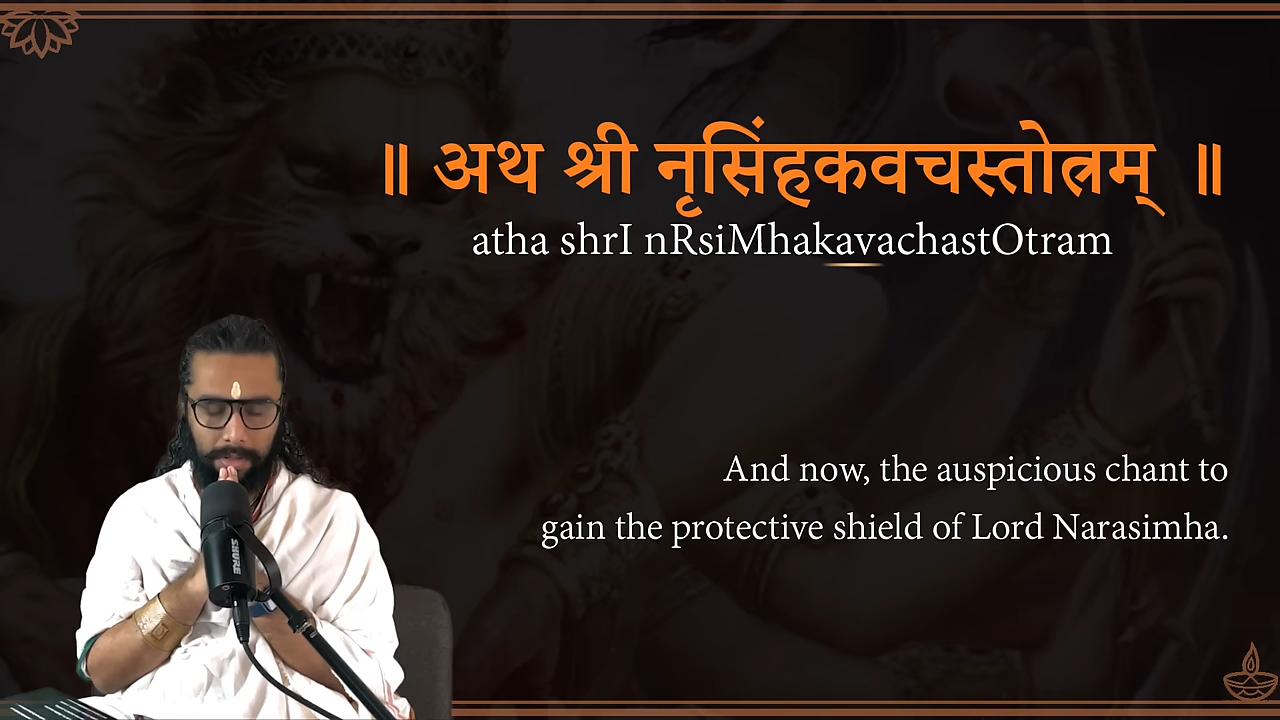 ॥ अथ श्री नृसिंहकवचस्तोत्रम् ॥
atha shrI nRsiMhakavachastOtram
And now, the auspicious chant to
gain the protective shield of Lord Narasimha.
SHURE